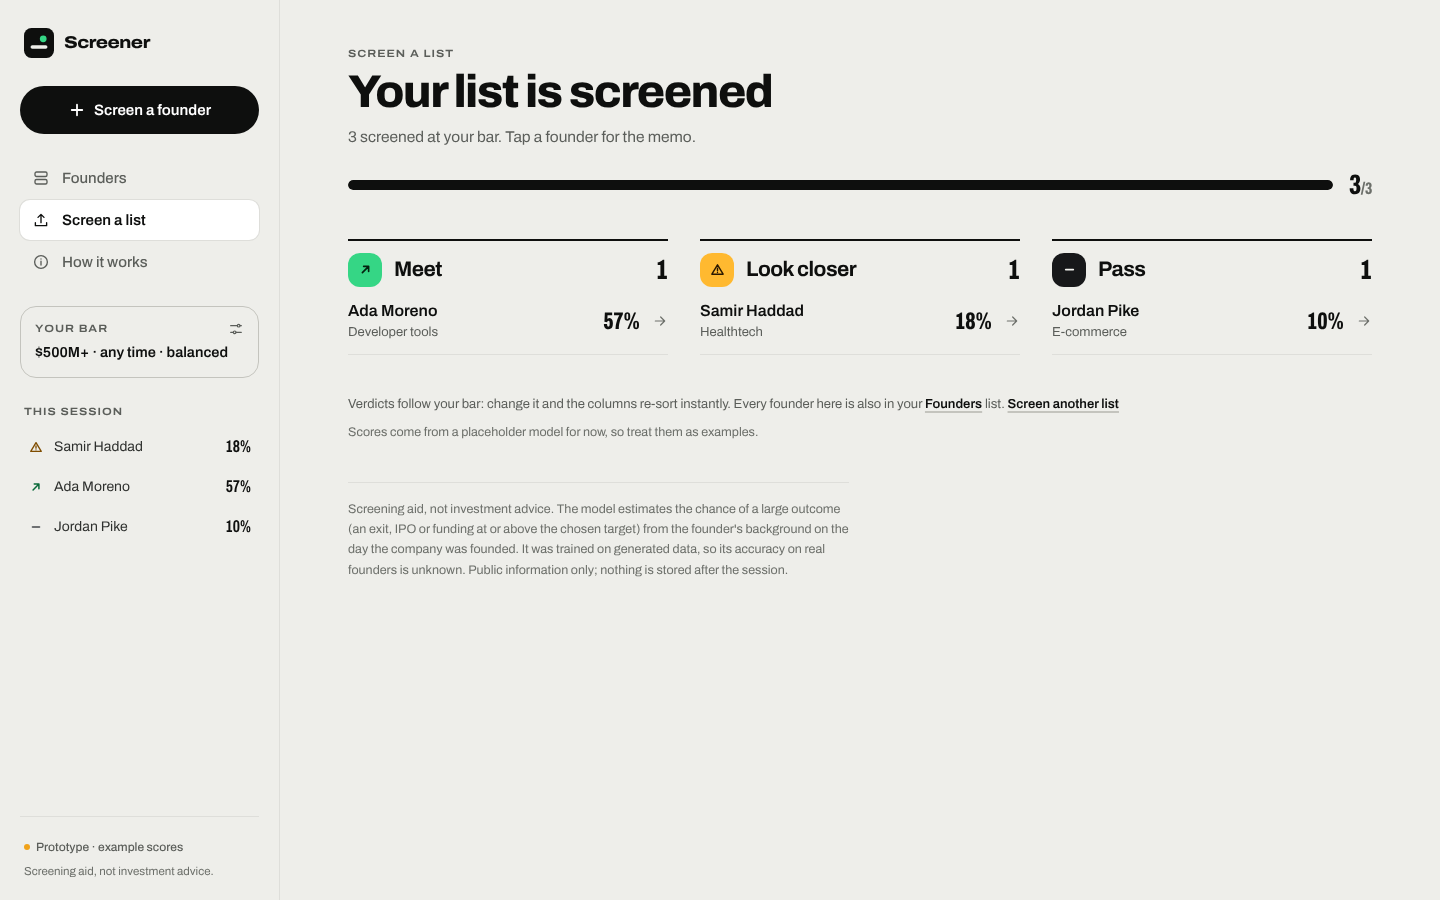 Screener
Screen a founder
Founders
Screen a list
How it works
YOUR BAR
$500M+ · any time · balanced
THIS SESSION
Samir Haddad 18%
Ada Moreno 57%
Jordan Pike 10%
Prototype · example scores
Screening aid, not investment advice.
SCREEN A LIST
Your list is screened
3 screened at your bar. Tap a founder for the memo.
3/3
Meet 1
Ada Moreno
Developer tools
57%
Look closer 1
Samir Haddad
Healthtech
18%
Pass 1
Jordan Pike
E-commerce
10%
Verdicts follow your bar: change it and the columns re-sort instantly. Every founder here is also in your Founders list. Screen another list
Scores come from a placeholder model for now, so treat them as examples.
Screening aid, not investment advice. The model estimates the chance of a large outcome
(an exit, IPO or funding at or above the chosen target) from the founder's background on the
day the company was founded. It was trained on generated data, so its accuracy on real
founders is unknown. Public information only; nothing is stored after the session.